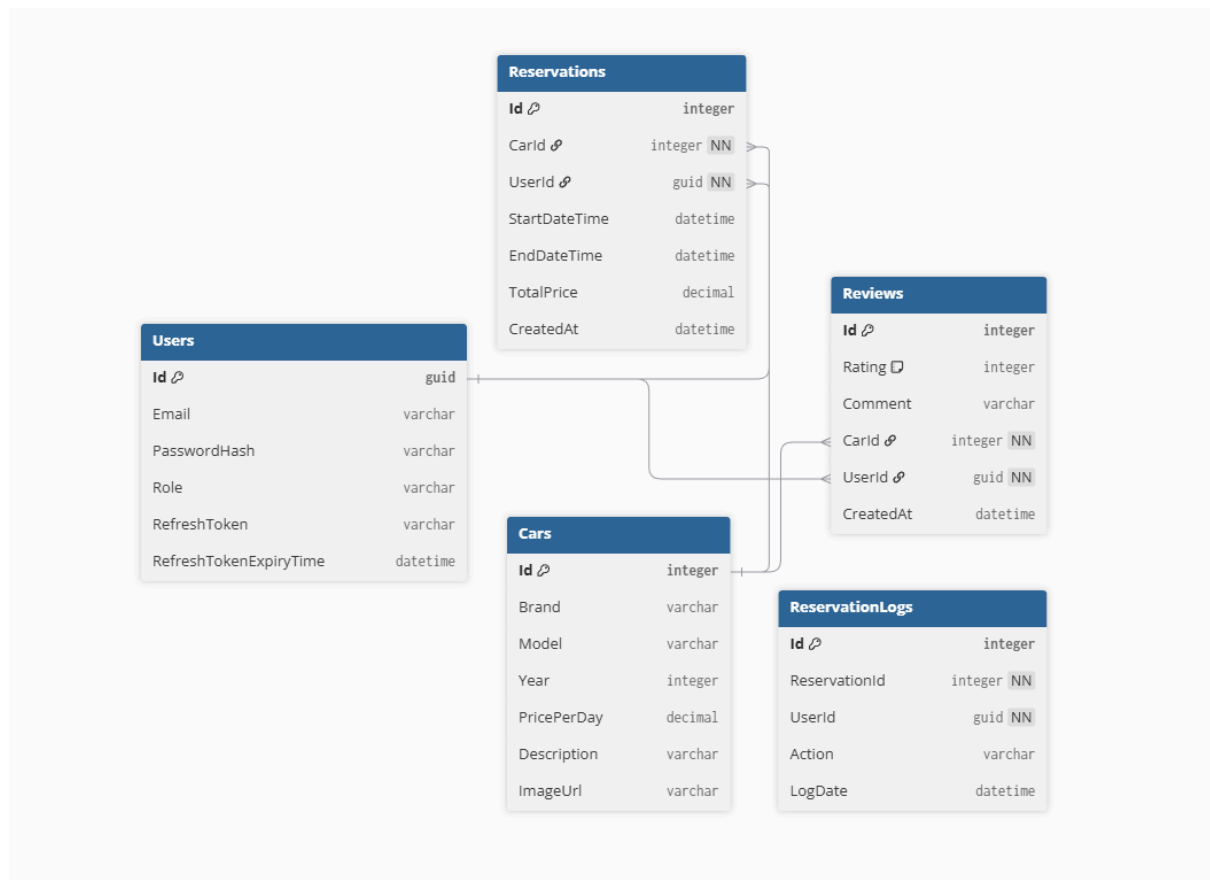 Reservations
Id integer
CarId integer NN
UserId guid NN
StartDateTime datetime
EndDateTime datetime
TotalPrice decimal
CreatedAt datetime
Users
Id guid
Email varchar
PasswordHash varchar
Role varchar
RefreshToken varchar
RefreshTokenExpiryTime datetime
Reviews
Id integer
Rating integer
Comment varchar
CarId integer NN
UserId guid NN
CreatedAt datetime
Cars
Id integer
Brand varchar
Model varchar
Year integer
PricePerDay decimal
Description varchar
ImageUrl varchar
ReservationLogs
Id integer
ReservationId integer NN
UserId guid NN
Action varchar
LogDate datetime